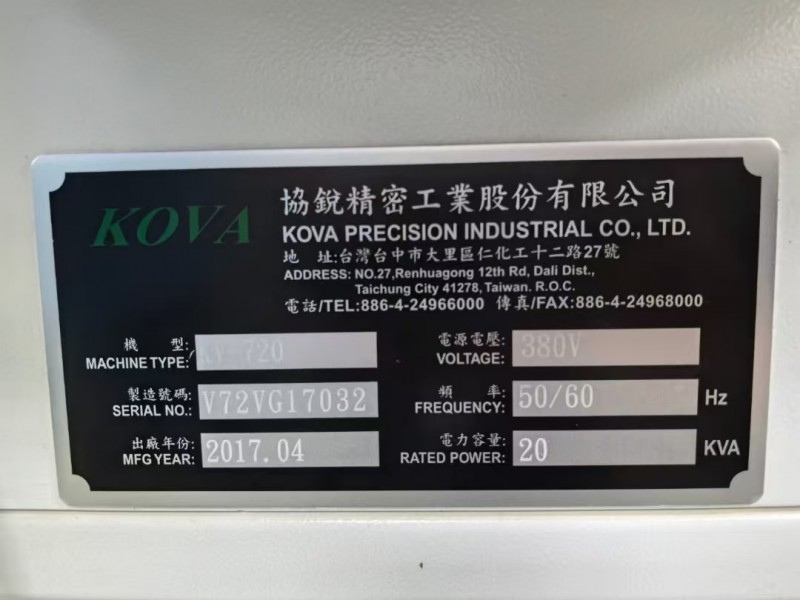 KOVA
協銳精密工業股份有限公司
KOVA PRECISION INDUSTRIAL CO., LTD.
地 址:台灣台中市大里區仁化工十二路27號
ADDRESS: NO.27,Renhuagong 12th Rd, Dali Dist.,
Taichung City 41278,Taiwan. R.O.C.
電話/TEL:886-4-24966000 傳真/FAX:886-4-24968000
機 型:
MACHINE TYPE: KV-720
電源電壓:
VOLTAGE: 380V
製造號碼:
SERIAL NO.: V72VG17032
頻 率:
FREQUENCY: 50/60 Hz
出廠年份:
MFG YEAR: 2017.04
電力容量:
RATED POWER: 20 KVA